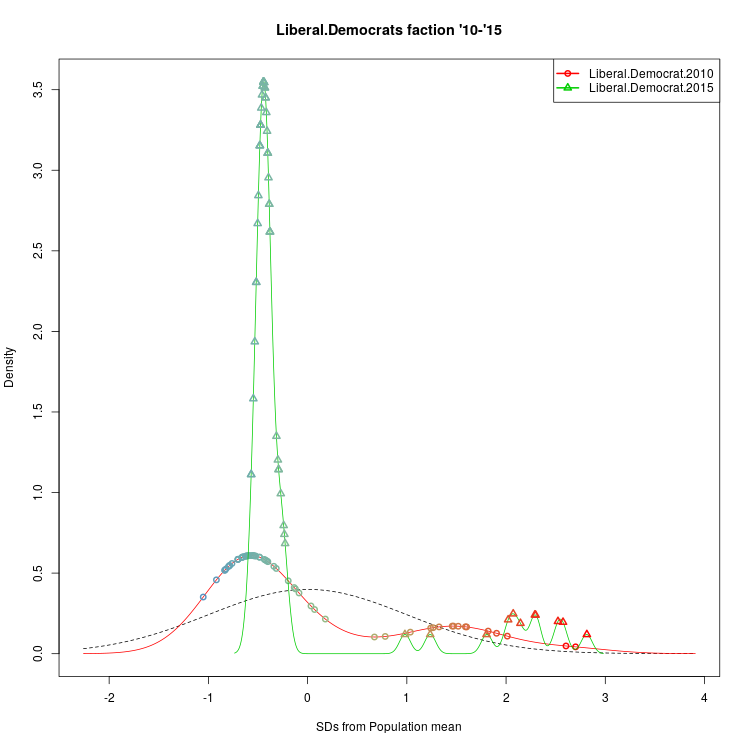 Liberal.Democrats faction '10-'15
Liberal.Democrat.2010
Liberal.Democrat.2015
Density
3.5
3.0
2.5
2.0
1.5
1.0
0.5
0.0
-2 -1 0 1 2 3 4
SDs from Population mean